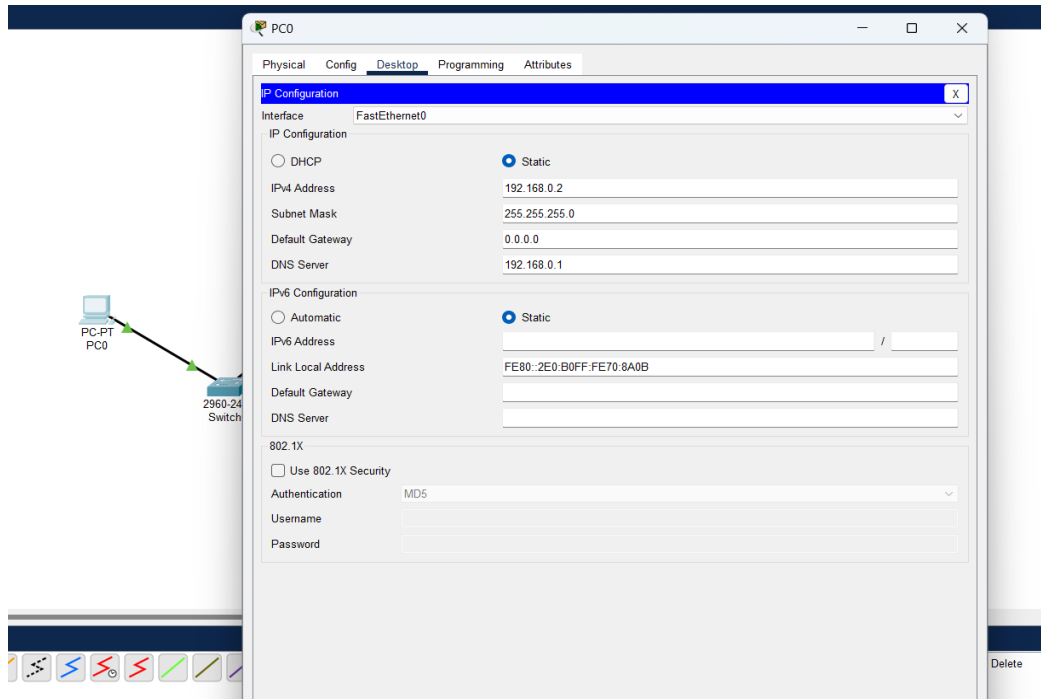 PC0
Physical Config Desktop Programming Attributes
IP Configuration X
Interface FastEthernet0
IP Configuration
DHCP Static
IPv4 Address 192.168.0.2
Subnet Mask 255.255.255.0
Default Gateway 0.0.0.0
DNS Server 192.168.0.1
IPv6 Configuration
Automatic Static
IPv6 Address /
Link Local Address FE80::2E0:B0FF:FE70:8A0B
Default Gateway
DNS Server
802.1X
Use 802.1X Security
Authentication MD5
Username
Password
PC-PT
PC0
2960-24
Switch
Delete